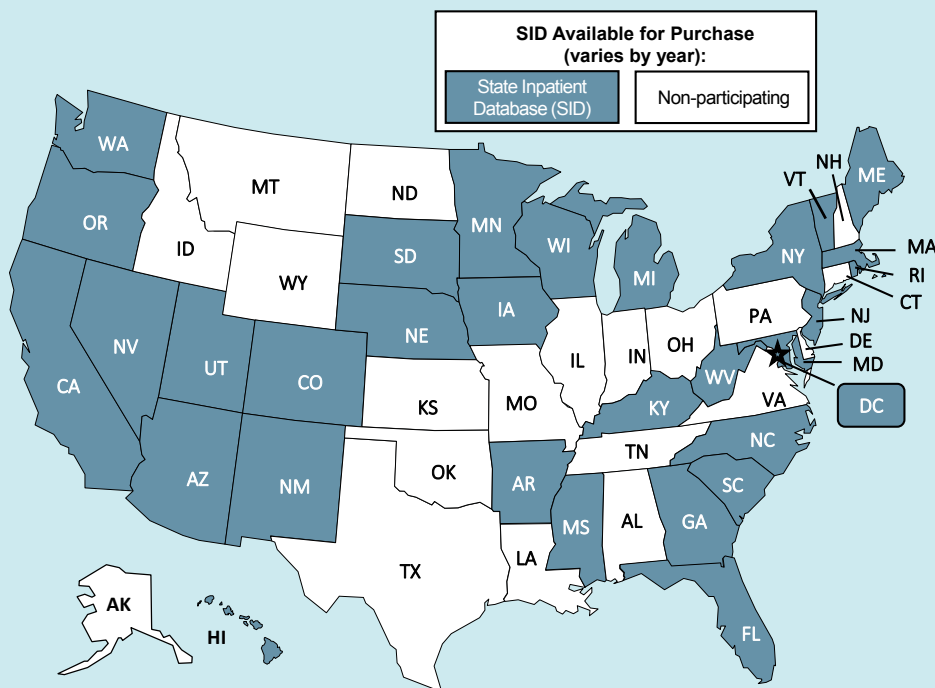 SID Available for Purchase
(varies by year):
State Inpatient
Database (SID)
Non-participating
WA
MT
ND
MN
VT
NH
ME
OR
ID
SD
WI
NY
MA
WY
MI
RI
CT
IA
PA
NJ
NE
NV
IL
IN
OH
DE
MD
UT
CO
WV
CA
KS
MO
KY
VA
DC
TN
NC
AZ
NM
OK
AR
SC
MS
AL
GA
LA
TX
AK
HI
FL